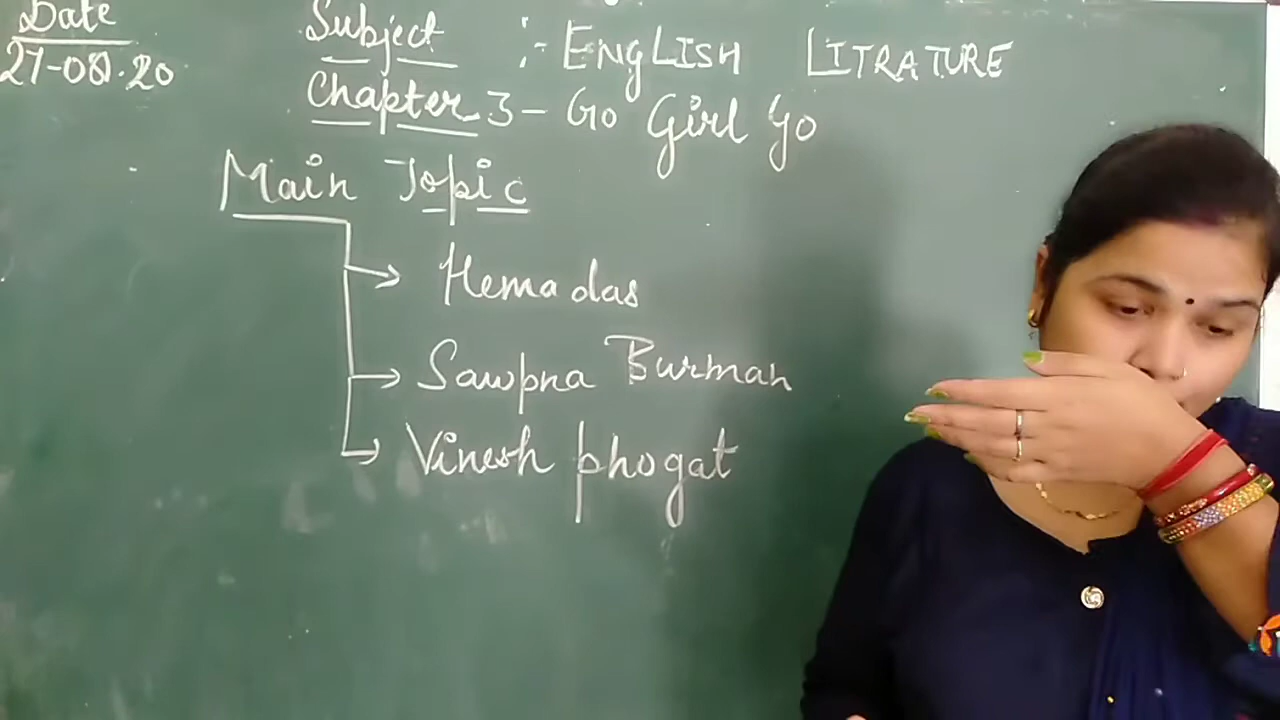 Date
27-08.20
Subject :- ENGLISH LITRATURE
Chapter 3- Go Girl Go
Main Topic
Hema das
Sawpna Burman
Vinesh phogat